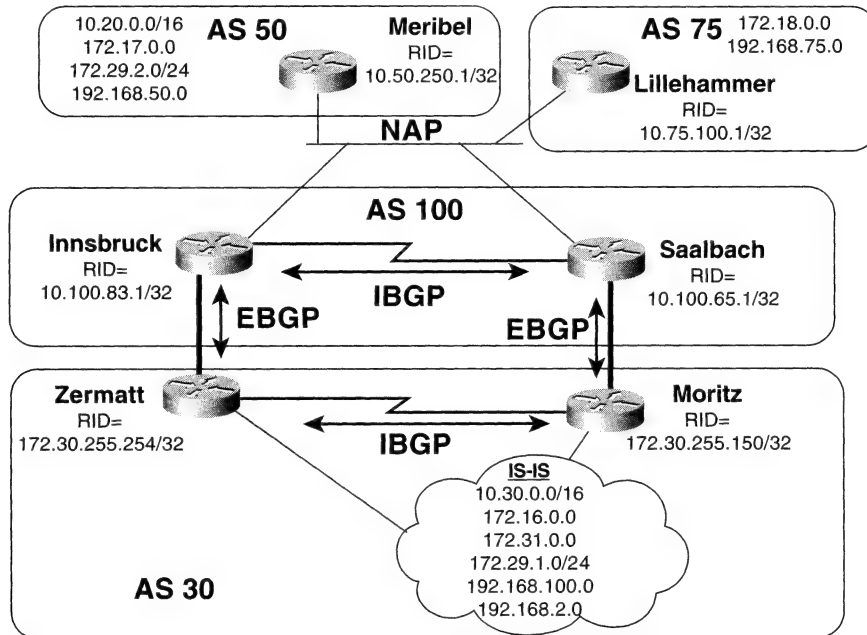 10.20.0.0/16
172.17.0.0
172.29.2.0/24
192.168.50.0
AS 50
Meribel
RID=
10.50.250.1/32
AS 75
172.18.0.0
192.168.75.0
Lillehammer
RID=
10.75.100.1/32
NAP
AS 100
Innsbruck
RID=
10.100.83.1/32
IBGP
Saalbach
RID=
10.100.65.1/32
EBGP
EBGP
Zermatt
RID=
172.30.255.254/32
IBGP
Moritz
RID=
172.30.255.150/32
IS-IS
10.30.0.0/16
172.16.0.0
172.31.0.0
172.29.1.0/24
192.168.100.0
192.168.2.0
AS 30